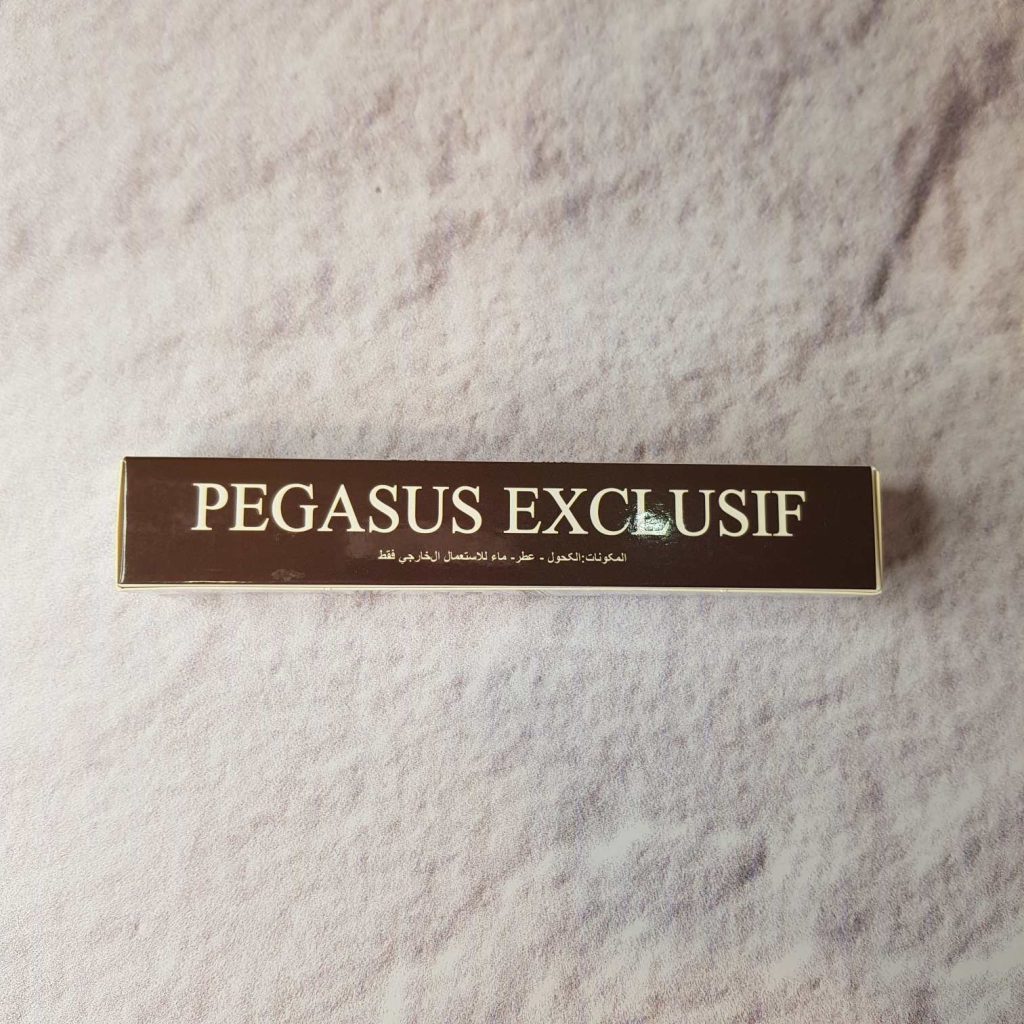 PEGASUS EXCLUSIF
المكونات:الكحول - عطر- ماء للاستعمال الخارجي فقط